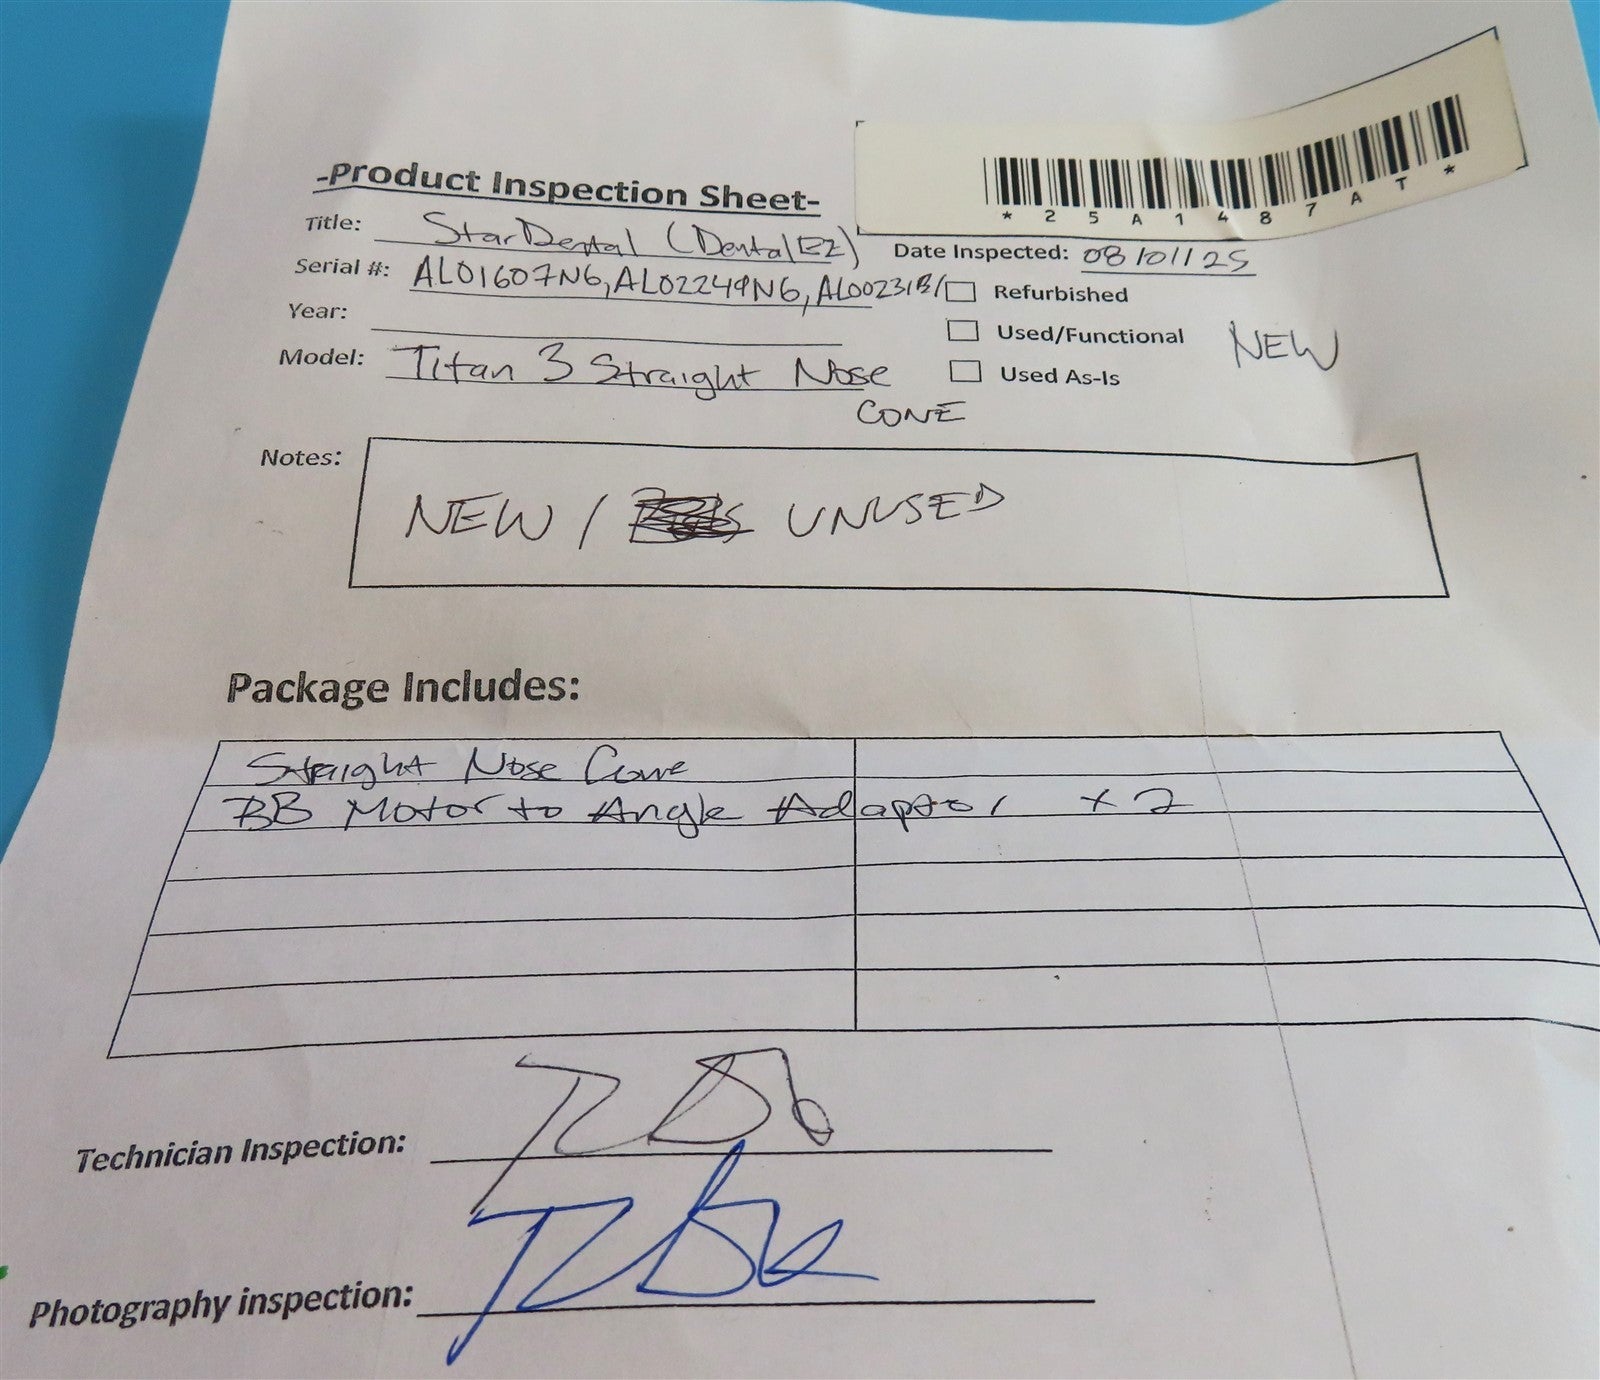 *25A1487AT*
-Product Inspection Sheet-
Title: StarDental (DentalEZ)
Date Inspected: 08/01/25
Serial #: AL01607N6, AL02249N6, AL00231B/
Refurbished
Year:
Used/Functional
NEW
Model: Titan 3 Straight Nose
Used As-Is
CONE
Notes:
NEW / UNUSED
Package Includes:
Straight Nose Cone
BB Motor to Angle Adaptor x2
Technician Inspection:
Photography inspection: